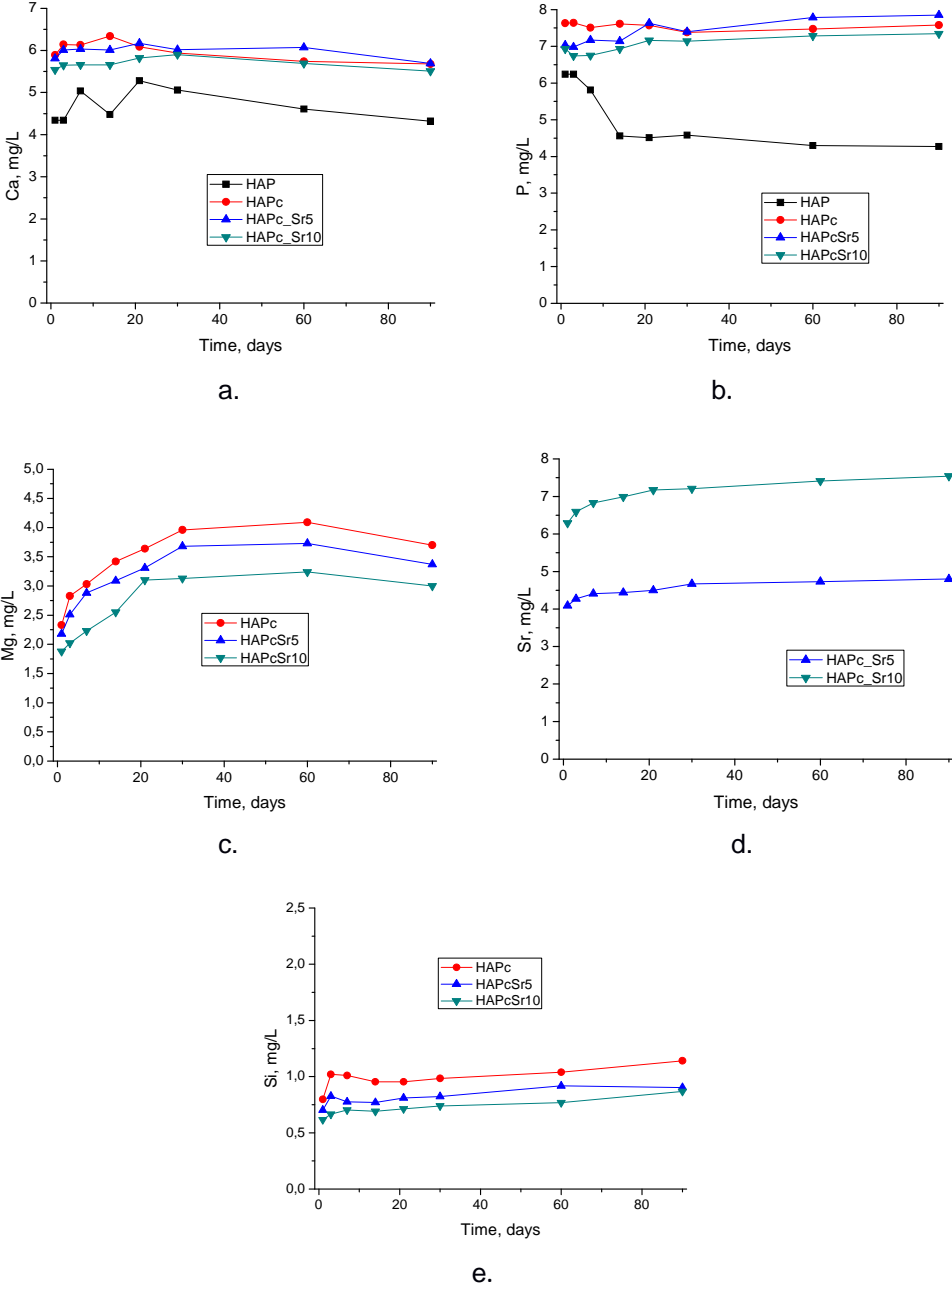 8
7
6
5
4
3
2
1
0
Ca, mg/L
0 20 40 60 80
Time, days
HAP
HAPc
HAPc_Sr5
HAPc_Sr10
a.
8
7
6
5
4
3
2
1
0
P, mg/L
0 20 40 60 80
Time, days
HAP
HAPc
HAPcSr5
HAPcSr10
b.
5,0
4,5
4,0
3,5
3,0
2,5
2,0
1,5
1,0
0,5
0,0
Mg, mg/L
0 20 40 60 80
Time, days
HAPc
HAPcSr5
HAPcSr10
c.
8
7
6
5
4
3
2
1
0
Sr, mg/L
0 20 40 60 80
Time, days
HAPc_Sr5
HAPc_Sr10
d.
2,5
2,0
1,5
1,0
0,5
0,0
Si, mg/L
0 20 40 60 80
Time, days
HAPc
HAPcSr5
HAPcSr10
e.